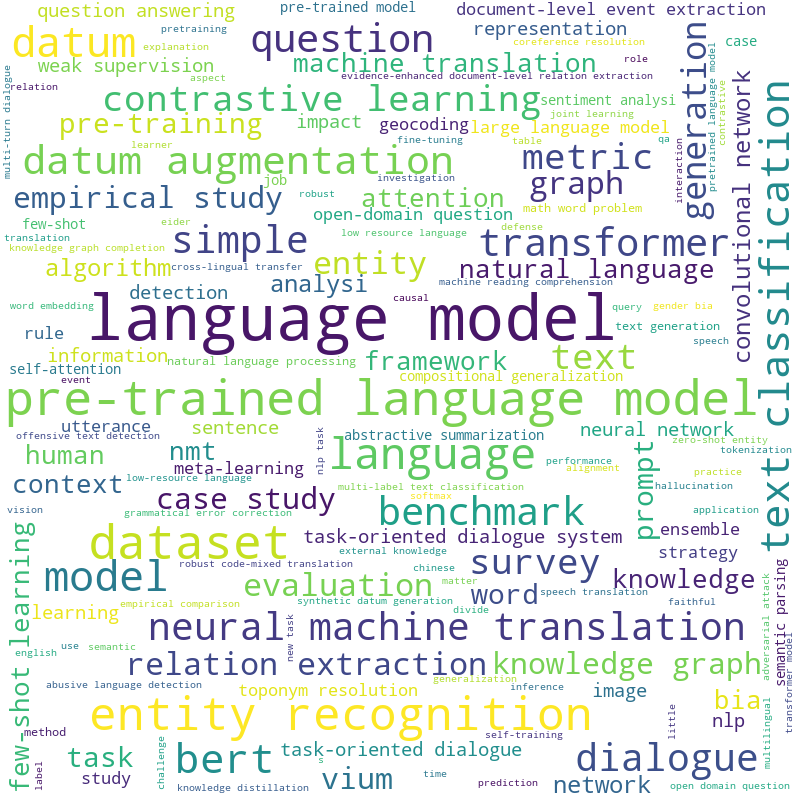 question answering
pre-trained model
document-level event extraction
datum
pretraining
explanation
question
representation
coreference resolution
case
weak supervision
machine translation
role
relation
aspect
evidence-enhanced document-level relation extraction
multi-turn dialogue
contrastive learning
sentiment analysi
joint learning
generation
pretrained language model
contrastive
pre-training
impact
geocoding
large language model
learner
fine-tuning
table
qa
datum augmentation
metric
interaction
convolutional network
text classification
job
investigation
graph
empirical study
robust
attention
math word problem
few-shot
eider
open-domain question
defense
translation
simple
low resource language
transformer
knowledge graph completion
algorithm
cross-lingual transfer
entity
natural language
detection
analysi
machine reading comprehension
word embedding
language model
causal
query
gender bia
rule
text generation
speech
information
natural language processing
framework
text
self-attention
compositional generalization
event
pre-trained language model
utterance
sentence
neural network
offensive text detection
abstractive summarization
zero-shot entity
human
nmt
nlp task
language
prompt
tokenization
meta-learning
performance
alignment
practice
context
low-resource language
multi-label text classification
hallucination
case study
softmax
benchmark
vision
grammatical error correction
application
few-shot learning
dataset
task-oriented dialogue system
ensemble
external knowledge
survey
strategy
model
robust code-mixed translation
chinese
evaluation
matter
word
speech translation
knowledge
semantic parsing
learning
empirical comparison
synthetic datum generation
divide
faithful
adversarial attack
neural machine translation
english
use
semantic
new task
relation extraction
knowledge graph
transformer model
abusive language detection
toponym resolution
generalization
inference
image
bia
entity recognition
little
nlp
multilingual
method
self-training
task
bert
task-oriented dialogue
dialogue
label
study
challenge
s
vium
time
prediction
network
open domain question
knowledge distillation